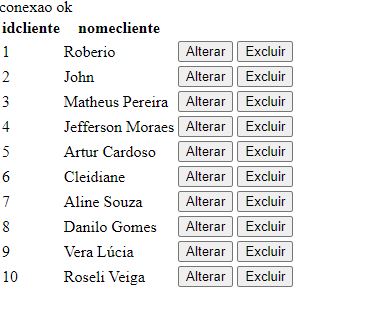 conexao ok
idcliente nomecliente
1 Roberio Alterar Excluir
2 John Alterar Excluir
3 Matheus Pereira Alterar Excluir
4 Jefferson Moraes Alterar Excluir
5 Artur Cardoso Alterar Excluir
6 Cleidiane Alterar Excluir
7 Aline Souza Alterar Excluir
8 Danilo Gomes Alterar Excluir
9 Vera Lúcia Alterar Excluir
10 Roseli Veiga Alterar Excluir